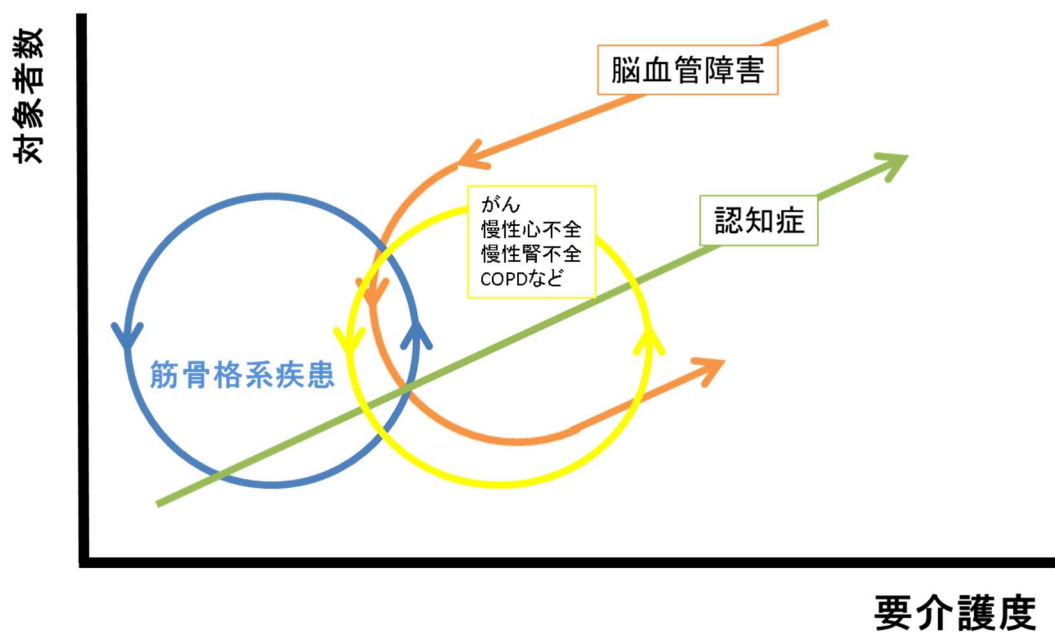 対象者数
脳血管障害
がん
慢性心不全
慢性腎不全
COPDなど
認知症
筋骨格系疾患
要介護度